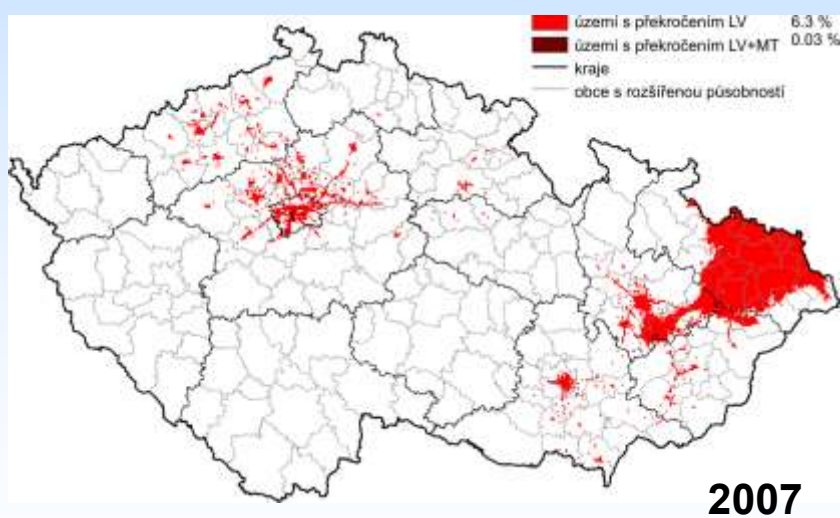 území s překročením LV 6.3 %
území s překročením LV+MT 0.03 %
kraje
obce s rozšířenou působností
2007